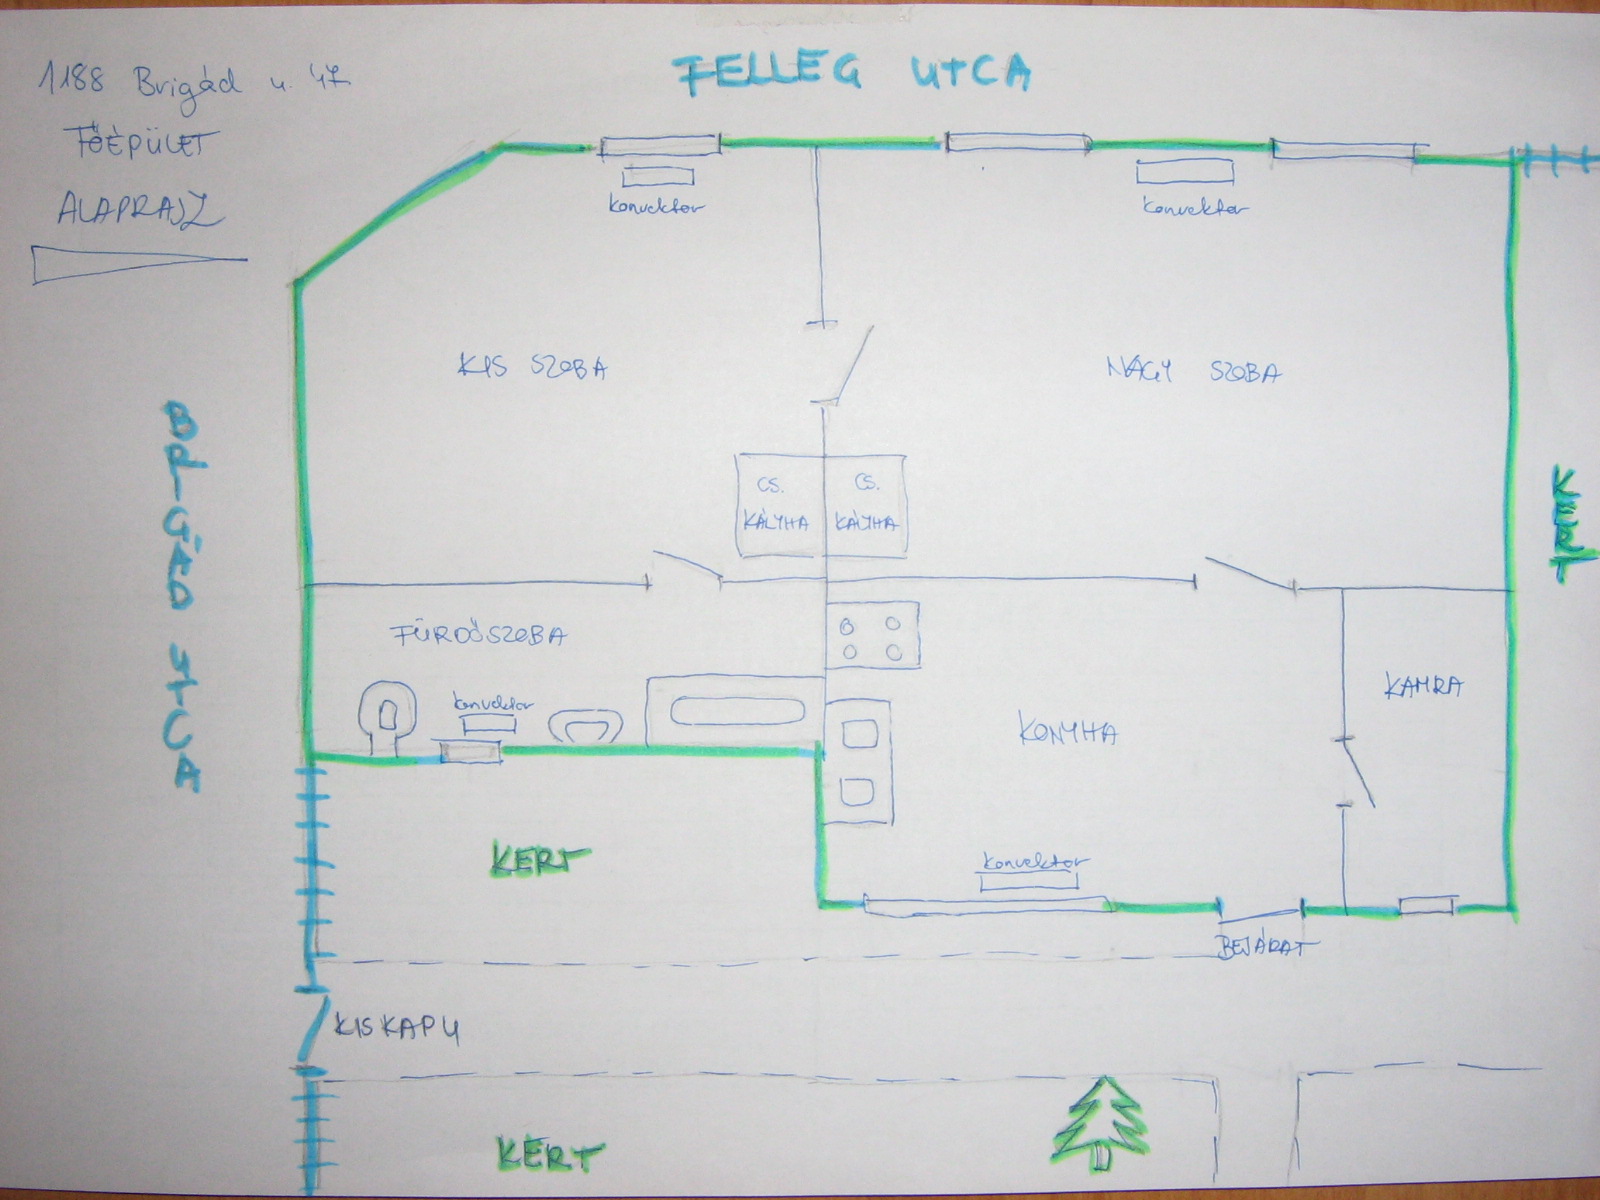 1188 Brigád u. 47
FŐÉPÜLET
ALAPRAJZ
FELLEG UTCA
konvektor
konvektor
KIS SZOBA
NAGY SZOBA
BRIGÁD UTCA
KERT
CS. KÁLYHA
CS. KÁLYHA
FÜRDŐSZOBA
konvektor
KAMRA
KONYHA
KERT
konvektor
BEJÁRAT
KISKAPU
KERT